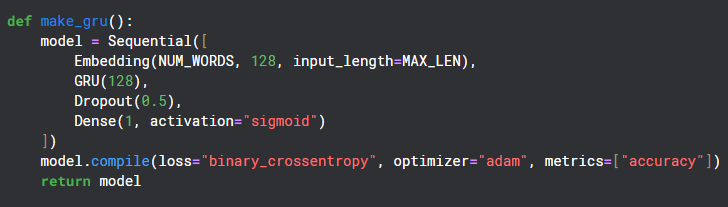 def make_gru():
    model = Sequential([
        Embedding(NUM_WORDS, 128, input_length=MAX_LEN),
        GRU(128),
        Dropout(0.5),
        Dense(1, activation="sigmoid")
    ])
    model.compile(loss="binary_crossentropy", optimizer="adam", metrics=["accuracy"])
    return model